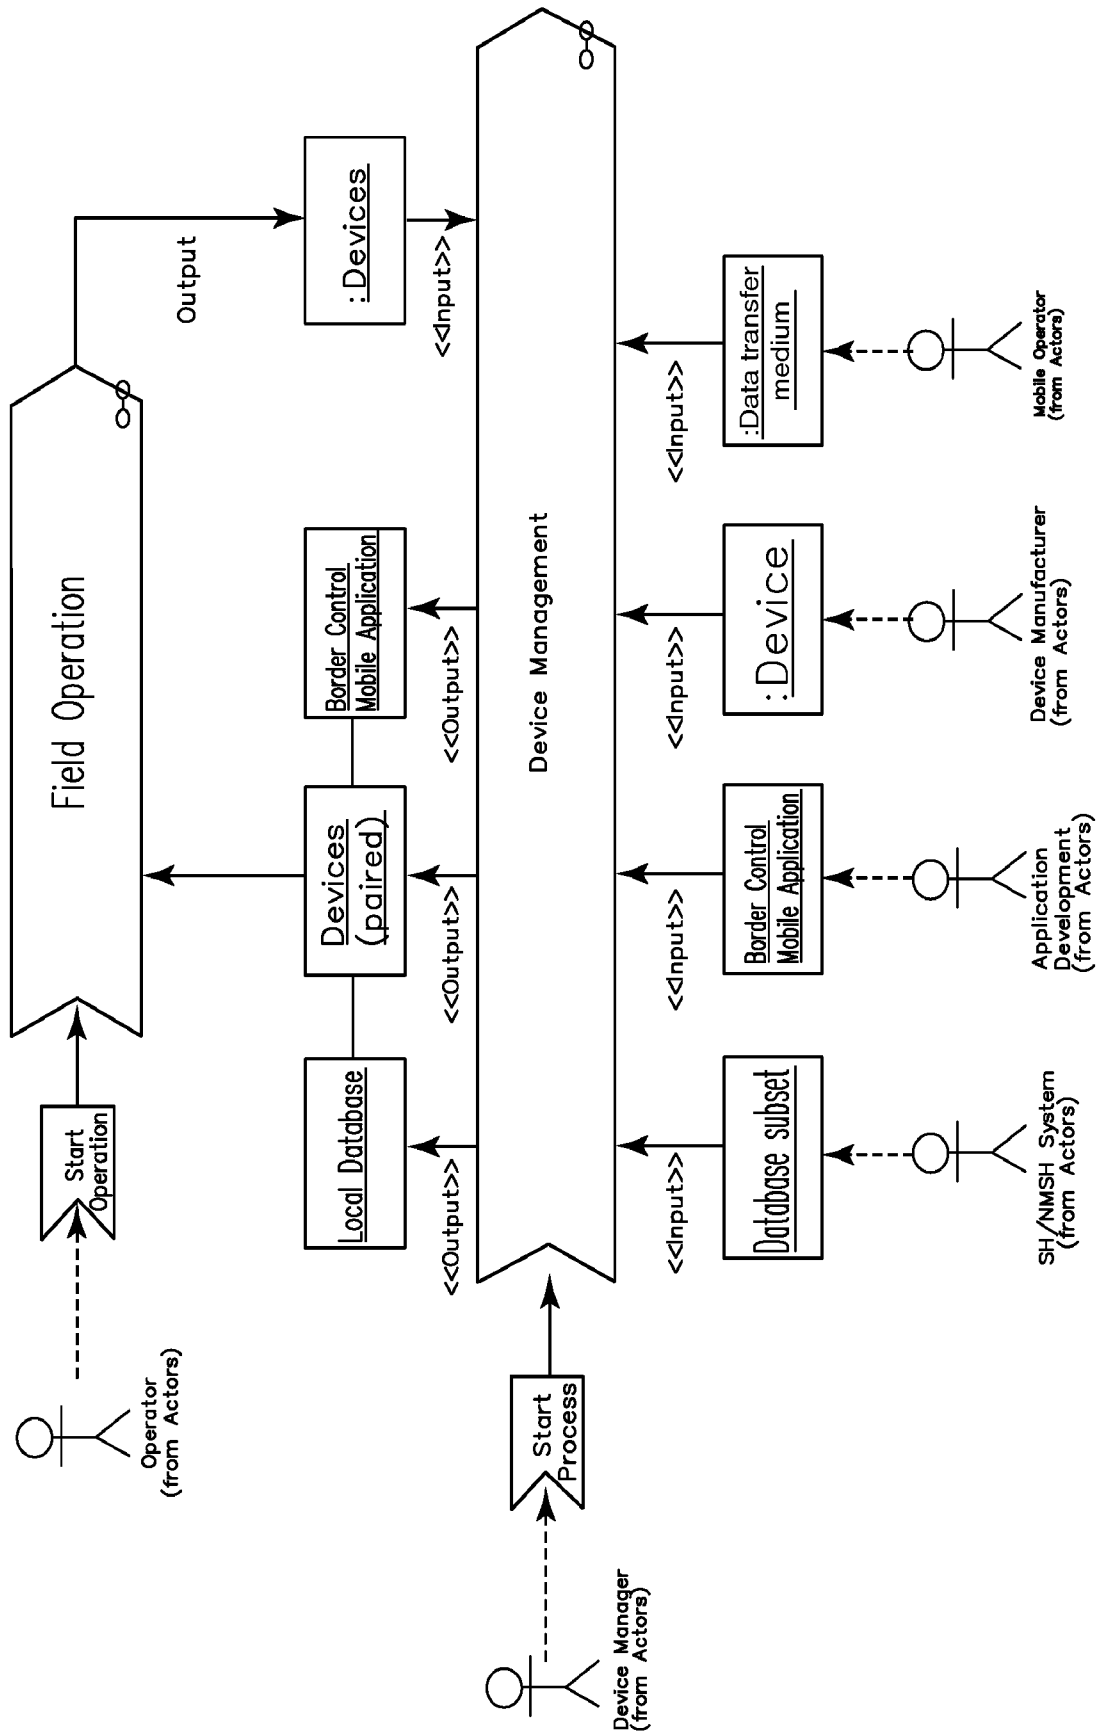 Operator
(from Actors)
Start
Operation
Field Operation
Output
Local Database
Devices
(paired)
Border Control
Mobile Application
:Devices
<<Output>>
<<Output>>
<<Output>>
<<Input>>
Device Manager
(from Actors)
Start
Process
Device Management
<<Input>>
<<Input>>
<<Input>>
<<Input>>
Database subset
Border Control
Mobile Application
:Device
:Data transfer
medium
SH/NMSH System
(from Actors)
Application
Development
(from Actors)
Device Manufacturer
(from Actors)
Mobile Operator
(from Actors)